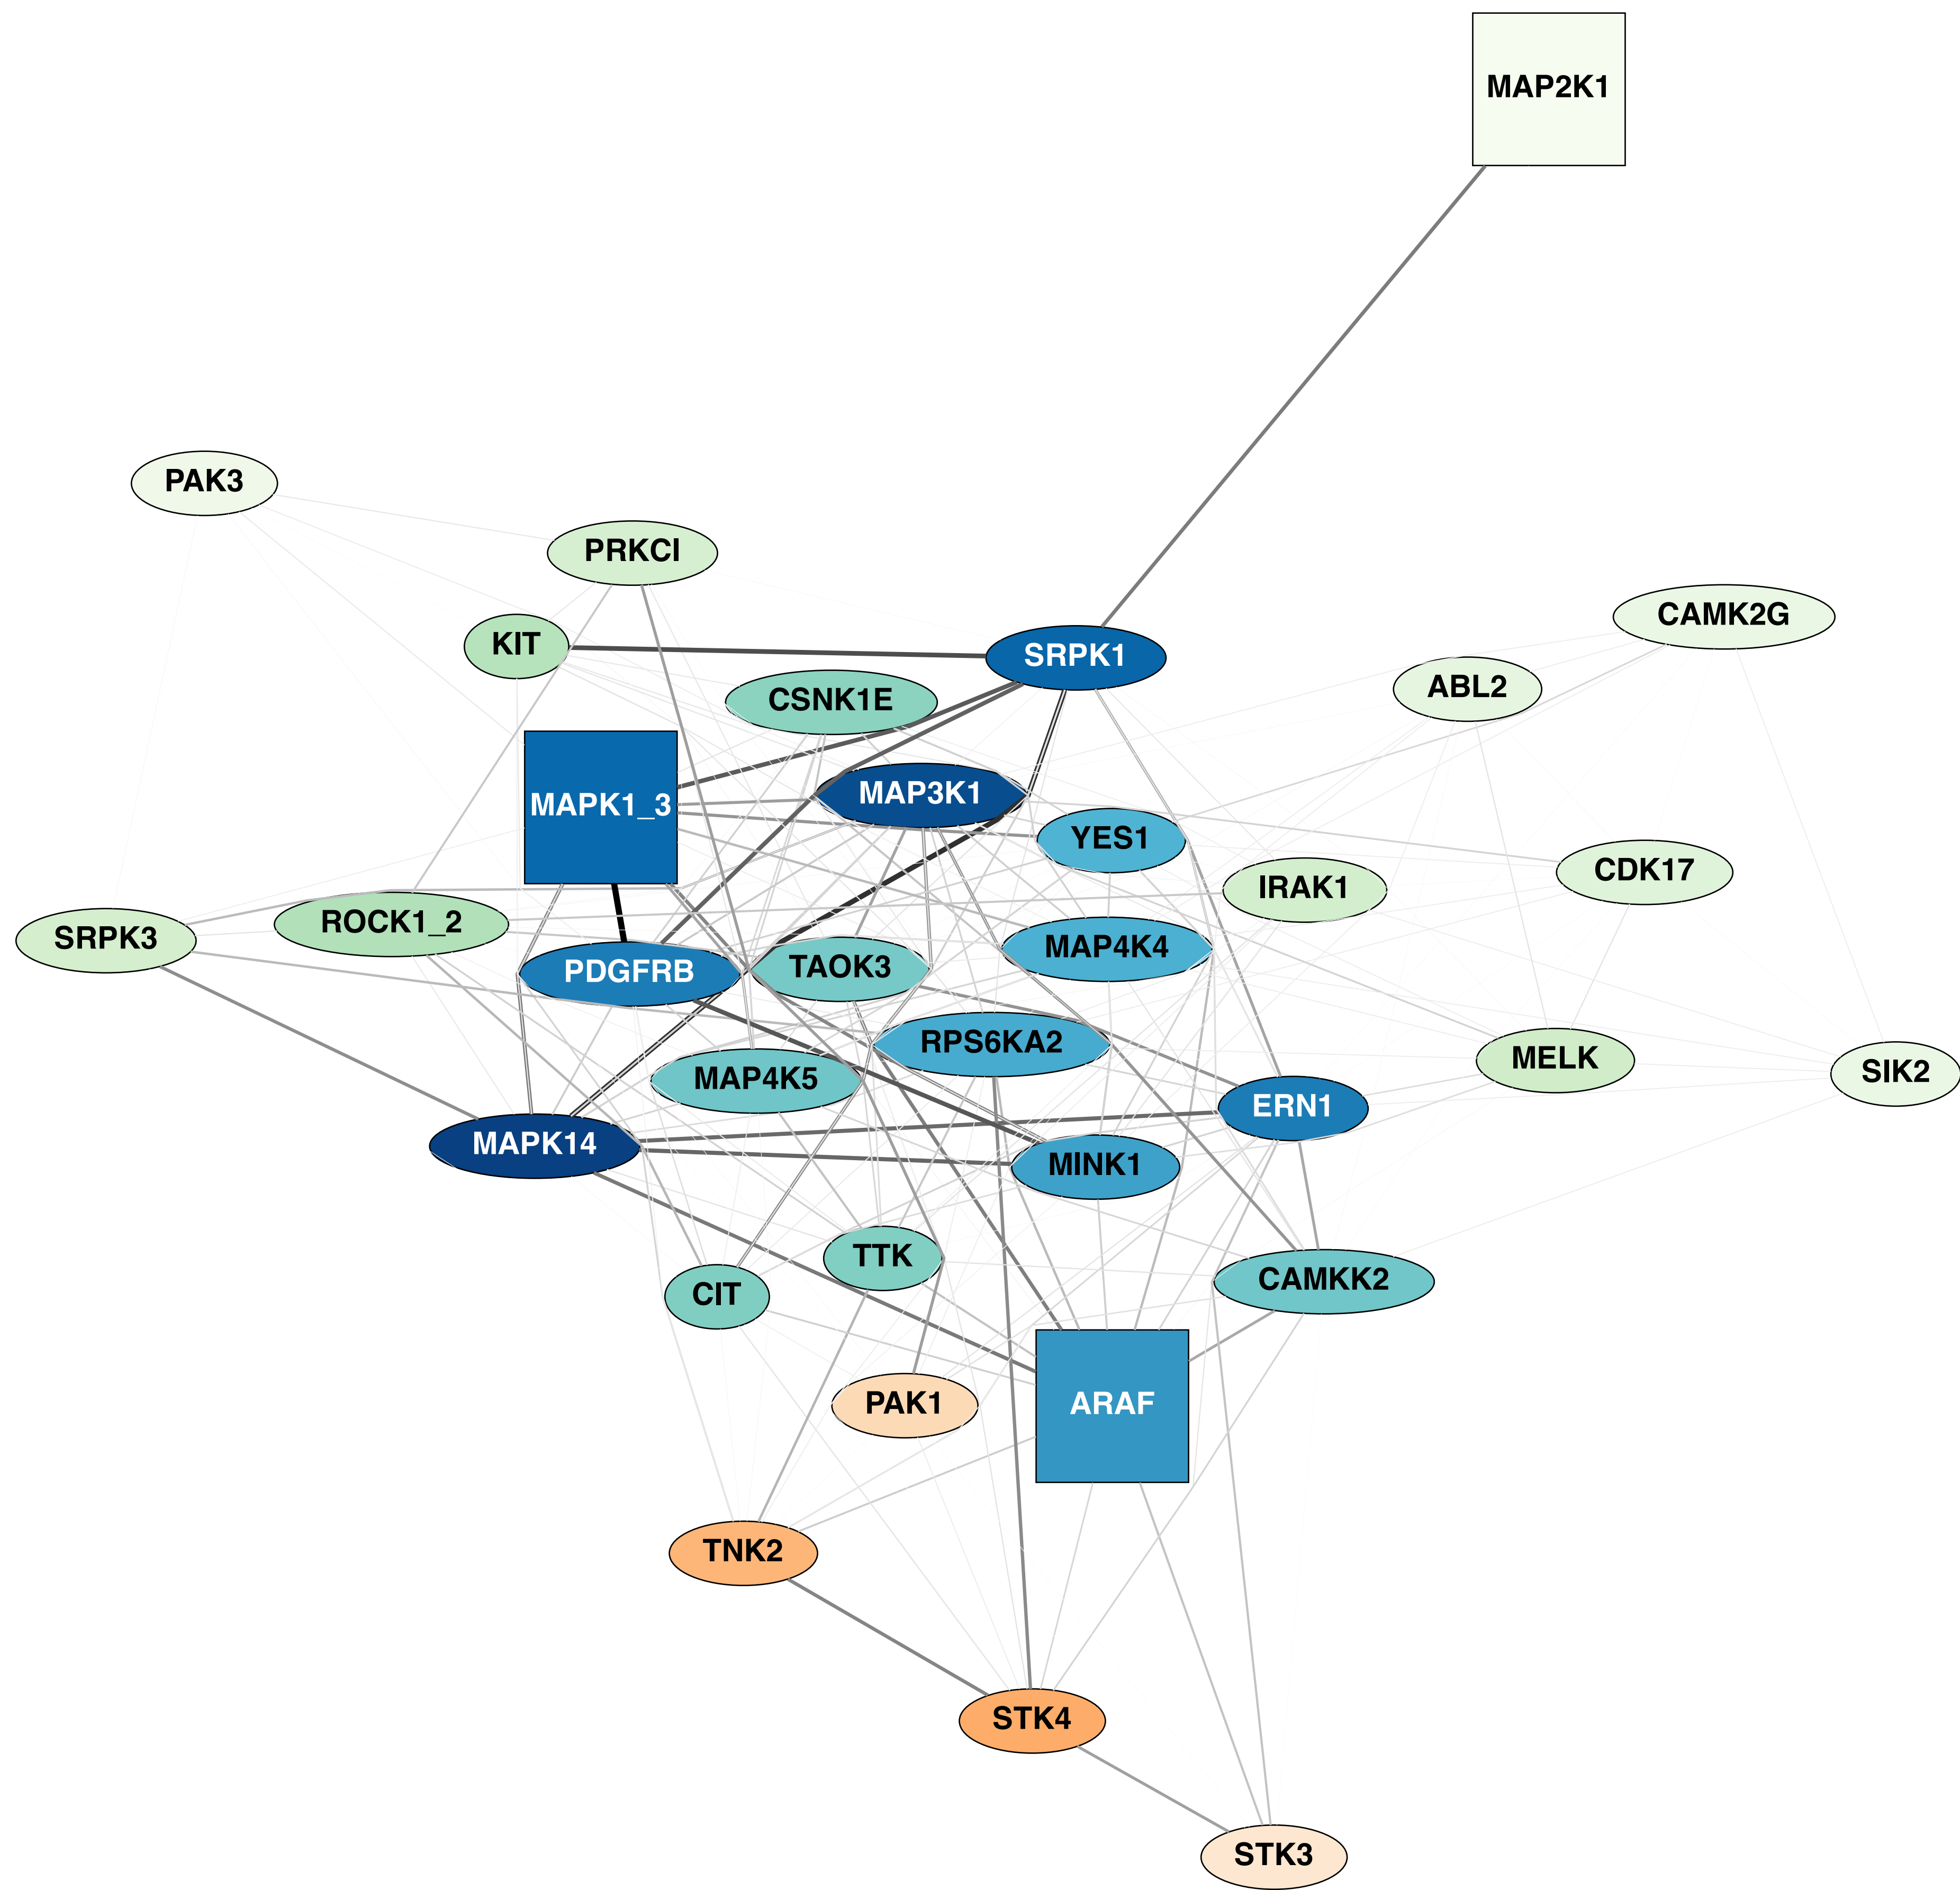 MAP2K1
PAK3
PRKCI
CAMK2G
KIT
SRPK1
ABL2
CSNK1E
MAPK1_3
MAP3K1
YES1
CDK17
IRAK1
ROCK1_2
SRPK3
MAP4K4
TAOK3
PDGFRB
RPS6KA2
MELK
SIK2
MAP4K5
ERN1
MAPK14
MINK1
TTK
CAMKK2
CIT
PAK1
ARAF
TNK2
STK4
STK3